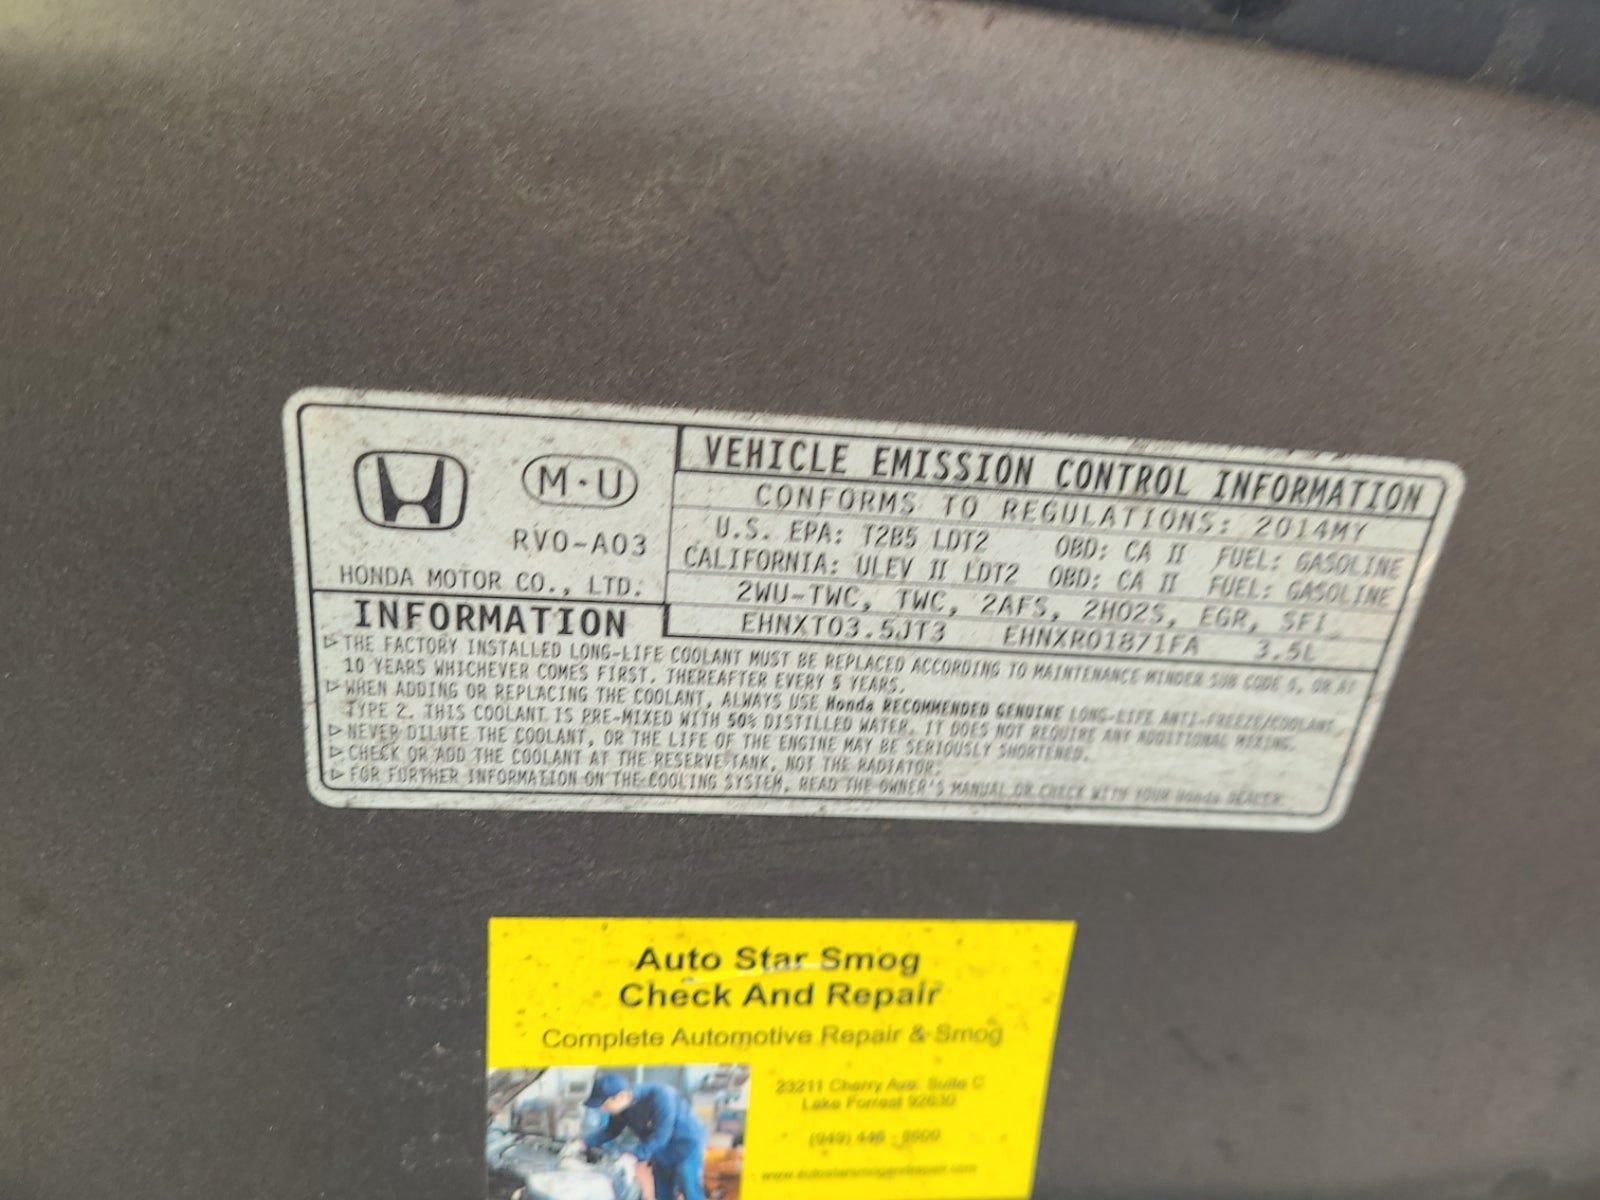 M·U
RV0-A03
HONDA MOTOR CO., LTD.
VEHICLE EMISSION CONTROL INFORMATION
CONFORMS TO REGULATIONS: 2014MY
U.S. EPA: T2B5 LDT2 OBD: CA II FUEL: GASOLINE
CALIFORNIA: ULEV II LDT2 OBD: CA II FUEL: GASOLINE
2WU-TWC, TWC, 2AFS, 2HO2S, EGR, SFI
EHNXT03.5JT3 EHNXR01871FA 3.5L
INFORMATION
▷THE FACTORY INSTALLED LONG-LIFE COOLANT MUST BE REPLACED ACCORDING TO MAINTENANCE MINDER SUB CODE 5, OR AT
10 YEARS WHICHEVER COMES FIRST. THEREAFTER EVERY 5 YEARS.
▷WHEN ADDING OR REPLACING THE COOLANT, ALWAYS USE Honda RECOMMENDED GENUINE LONG-LIFE ANTI-FREEZE/COOLANT
TYPE 2. THIS COOLANT IS PRE-MIXED WITH 50% DISTILLED WATER. IT DOES NOT REQUIRE ANY ADDITIONAL MIXING.
▷NEVER DILUTE THE COOLANT, OR THE LIFE OF THE ENGINE MAY BE SERIOUSLY SHORTENED.
▷CHECK OR ADD THE COOLANT AT THE RESERVE TANK, NOT THE RADIATOR.
▷FOR FURTHER INFORMATION ON THE COOLING SYSTEM, READ THE OWNER'S MANUAL OR CHECK WITH YOUR Honda DEALER.
Auto Star Smog
Check And Repair
Complete Automotive Repair & Smog
23211 Cherry Ave. Suite C
Lake Forrest 92630
(949)
www.autostarsmogandrepair.com